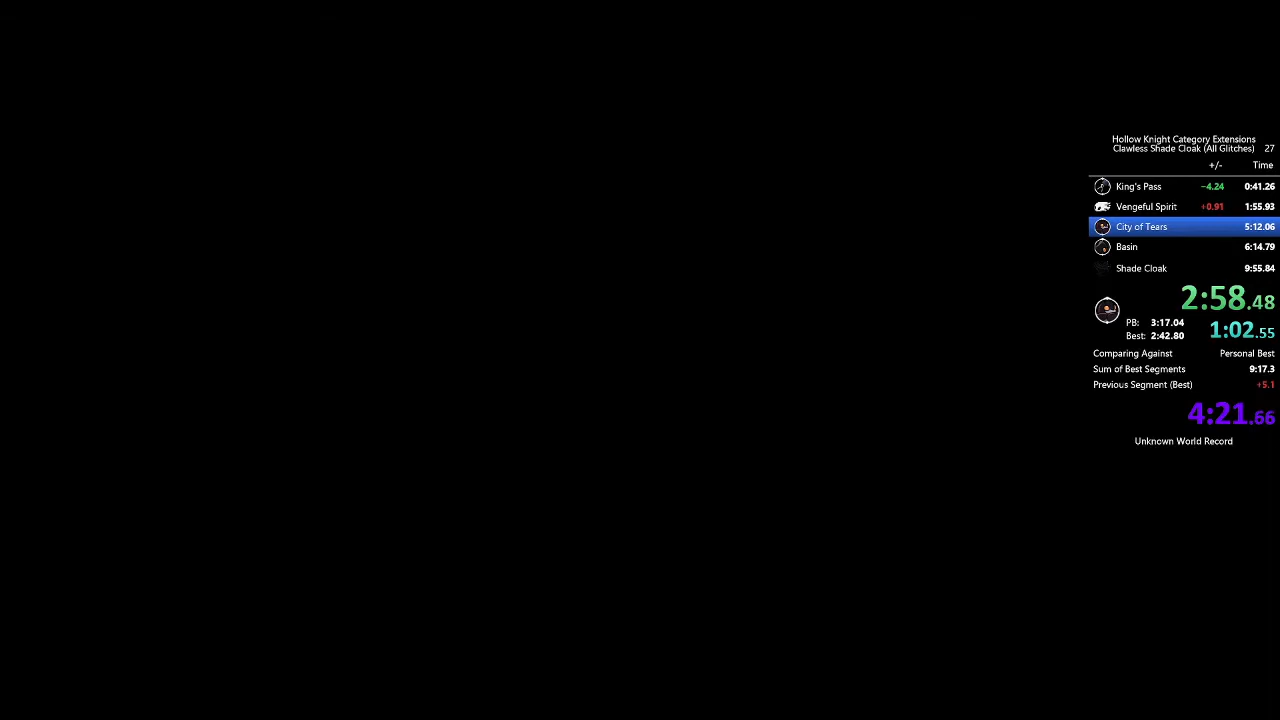 Hollow Knight Category Extensions
Clawless Shade Cloak (All Glitches) 27
+/- Time
King's Pass −4.24 0:41.26
Vengeful Spirit +0.91 1:55.93
City of Tears 5:12.06
Basin 6:14.79
Shade Cloak 9:55.84
2:58.48
PB: 3:17.04
1:02.55
Best: 2:42.80
Comparing Against Personal Best
Sum of Best Segments 9:17.3
Previous Segment (Best) +5.1
4:21.66
Unknown World Record